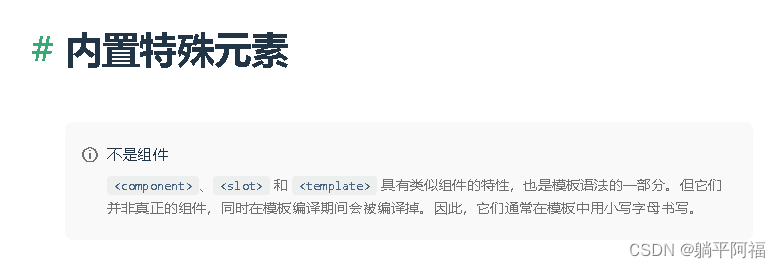 # 内置特殊元素
不是组件
<component>、<slot> 和 <template> 具有类似组件的特性，也是模板语法的一部分。但它们
并非真正的组件，同时在模板编译期间会被编译掉。因此，它们通常在模板中用小写字母书写。
CSDN @躺平阿福